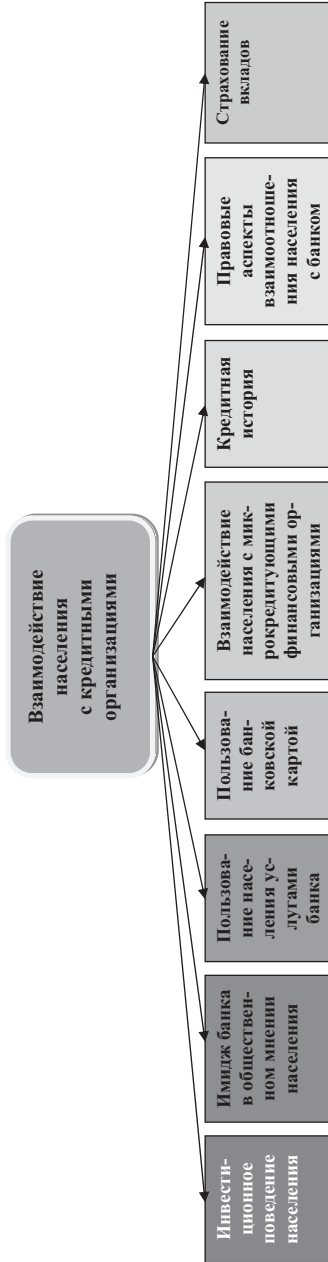 Взаимодействие
населения
с кредитными
организациями
Инвести-
ционное
поведение
населения
Имидж банка
в обществен-
ном мнении
населения
Пользова-
ние насе-
ления ус-
лугами
банка
Пользова-
ние бан-
ковской
картой
Взаимодействие
населения с мик-
рокредитующими
финансовыми ор-
ганизациями
Кредитная
история
Правовые
аспекты
взаимоотноше-
ния населения
с банком
Страхование
вкладов